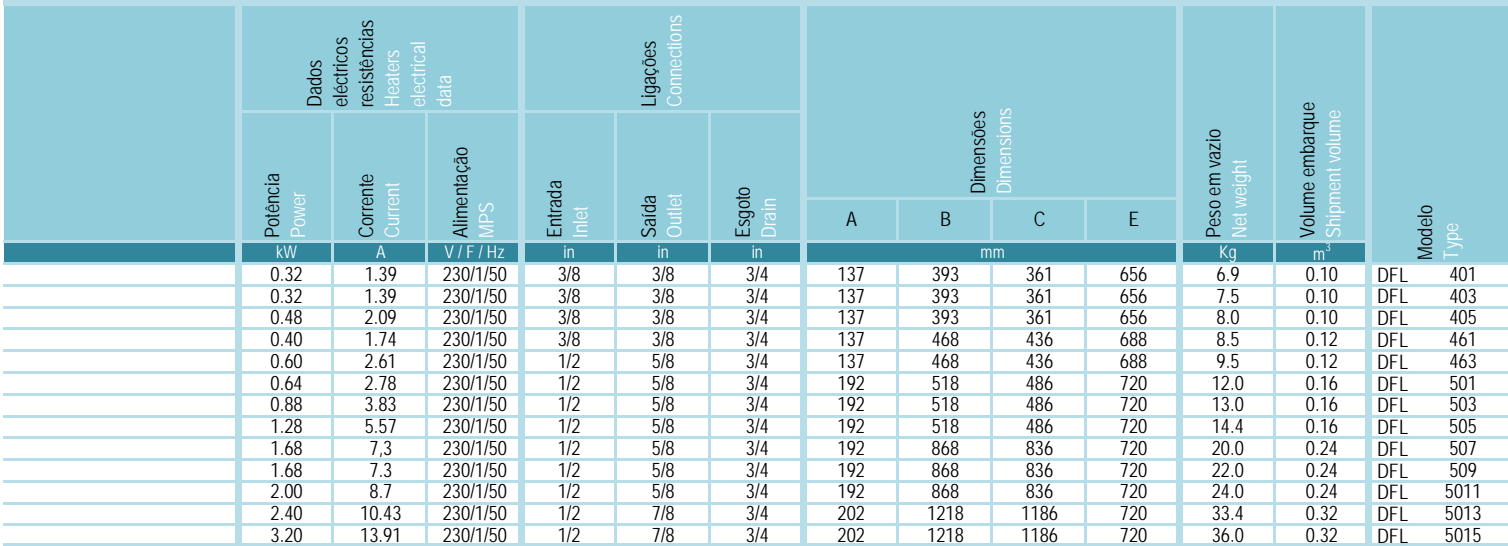 Dados
eléctricos
resistências
Heaters
electrical
data
Ligações
Connections
Dimensões
Dimensions
Peso em vazio
Net weight
Volume embarque
Shipment volume
Modelo
Type
Potência
Power
Corrente
Current
Alimentação
MPS
Entrada
Inlet
Saída
Outlet
Esgoto
Drain
A B C E
kW A V / F / Hz in in in mm Kg m³
0.32 1.39 230/1/50 3/8 3/8 3/4 137 393 361 656 6.9 0.10 DFL 401
0.32 1.39 230/1/50 3/8 3/8 3/4 137 393 361 656 7.5 0.10 DFL 403
0.48 2.09 230/1/50 3/8 3/8 3/4 137 393 361 656 8.0 0.10 DFL 405
0.40 1.74 230/1/50 3/8 3/8 3/4 137 468 436 688 8.5 0.12 DFL 461
0.60 2.61 230/1/50 1/2 5/8 3/4 137 468 436 688 9.5 0.12 DFL 463
0.64 2.78 230/1/50 1/2 5/8 3/4 192 518 486 720 12.0 0.16 DFL 501
0.88 3.83 230/1/50 1/2 5/8 3/4 192 518 486 720 13.0 0.16 DFL 503
1.28 5.57 230/1/50 1/2 5/8 3/4 192 518 486 720 14.4 0.16 DFL 505
1.68 7,3 230/1/50 1/2 5/8 3/4 192 868 836 720 20.0 0.24 DFL 507
1.68 7.3 230/1/50 1/2 5/8 3/4 192 868 836 720 22.0 0.24 DFL 509
2.00 8.7 230/1/50 1/2 5/8 3/4 192 868 836 720 24.0 0.24 DFL 5011
2.40 10.43 230/1/50 1/2 7/8 3/4 202 1218 1186 720 33.4 0.32 DFL 5013
3.20 13.91 230/1/50 1/2 7/8 3/4 202 1218 1186 720 36.0 0.32 DFL 5015